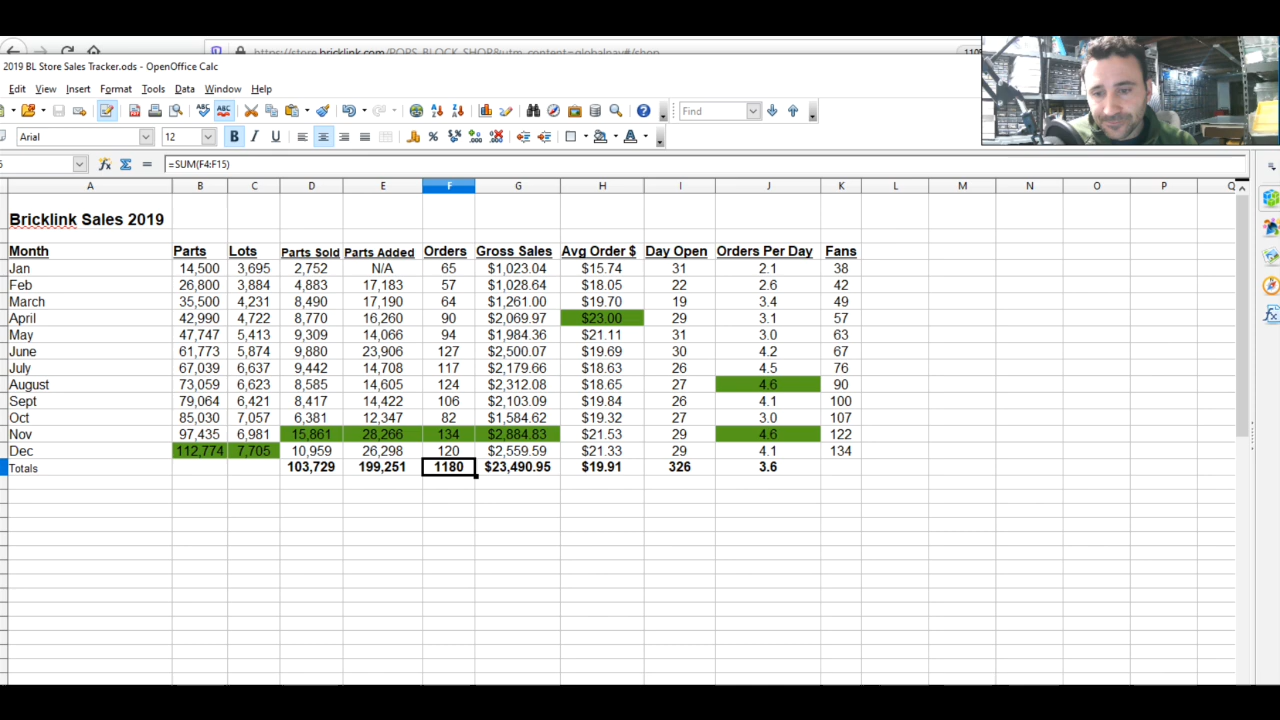 https://store.bricklink.com/POPS_BLOCK_SHOP&utm_content=globalnav#/shop
2019 BL Store Sales Tracker.ods - OpenOffice Calc
Edit View Insert Format Tools Data Window Help
Find
Arial 12 B I U A
=SUM(F4:F15)
A B C D E F G H I J K L M N O P Q
Bricklink Sales 2019
Month Parts Lots Parts Sold Parts Added Orders Gross Sales Avg Order $ Day Open Orders Per Day Fans
Jan 14,500 3,695 2,752 N/A 65 $1,023.04 $15.74 31 2.1 38
Feb 26,800 3,884 4,883 17,183 57 $1,028.64 $18.05 22 2.6 42
March 35,500 4,231 8,490 17,190 64 $1,261.00 $19.70 19 3.4 49
April 42,990 4,722 8,770 16,260 90 $2,069.97 $23.00 29 3.1 57
May 47,747 5,413 9,309 14,066 94 $1,984.36 $21.11 31 3.0 63
June 61,773 5,874 9,880 23,906 127 $2,500.07 $19.69 30 4.2 67
July 67,039 6,637 9,442 14,708 117 $2,179.66 $18.63 26 4.5 76
August 73,059 6,623 8,585 14,605 124 $2,312.08 $18.65 27 4.6 90
Sept 79,064 6,421 8,417 14,422 106 $2,103.09 $19.84 26 4.1 100
Oct 85,030 7,057 6,381 12,347 82 $1,584.62 $19.32 27 3.0 107
Nov 97,435 6,981 15,861 28,266 134 $2,884.83 $21.53 29 4.6 122
Dec 112,774 7,705 10,959 26,298 120 $2,559.59 $21.33 29 4.1 134
Totals 103,729 199,251 1180 $23,490.95 $19.91 326 3.6